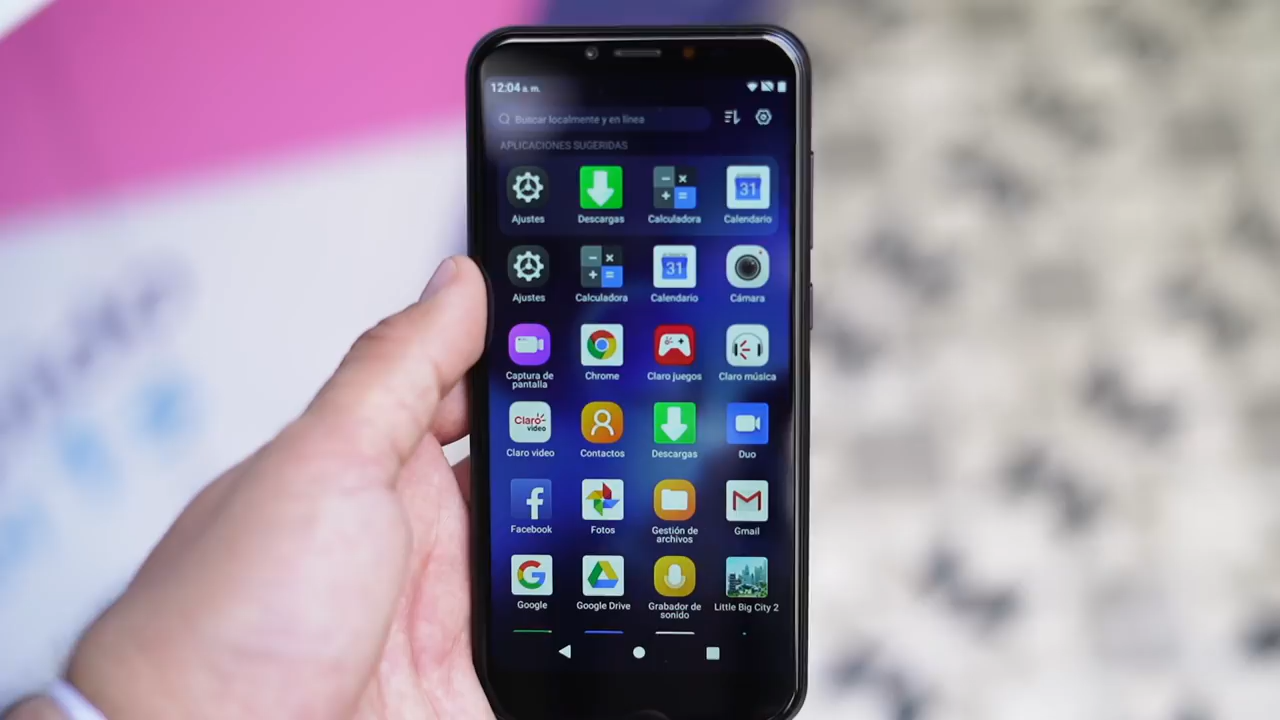 12:04 a. m.
Buscar localmente y en línea
APLICACIONES SUGERIDAS
31
Ajustes Descargas Calculadora Calendario
31
Ajustes Calculadora Calendario Cámara
Captura de pantalla Chrome Claro juegos Claro música
Claro video
Claro video Contactos Descargas Duo
Facebook Fotos Gestión de archivos Gmail
Google Google Drive Grabador de sonido Little Big City 2